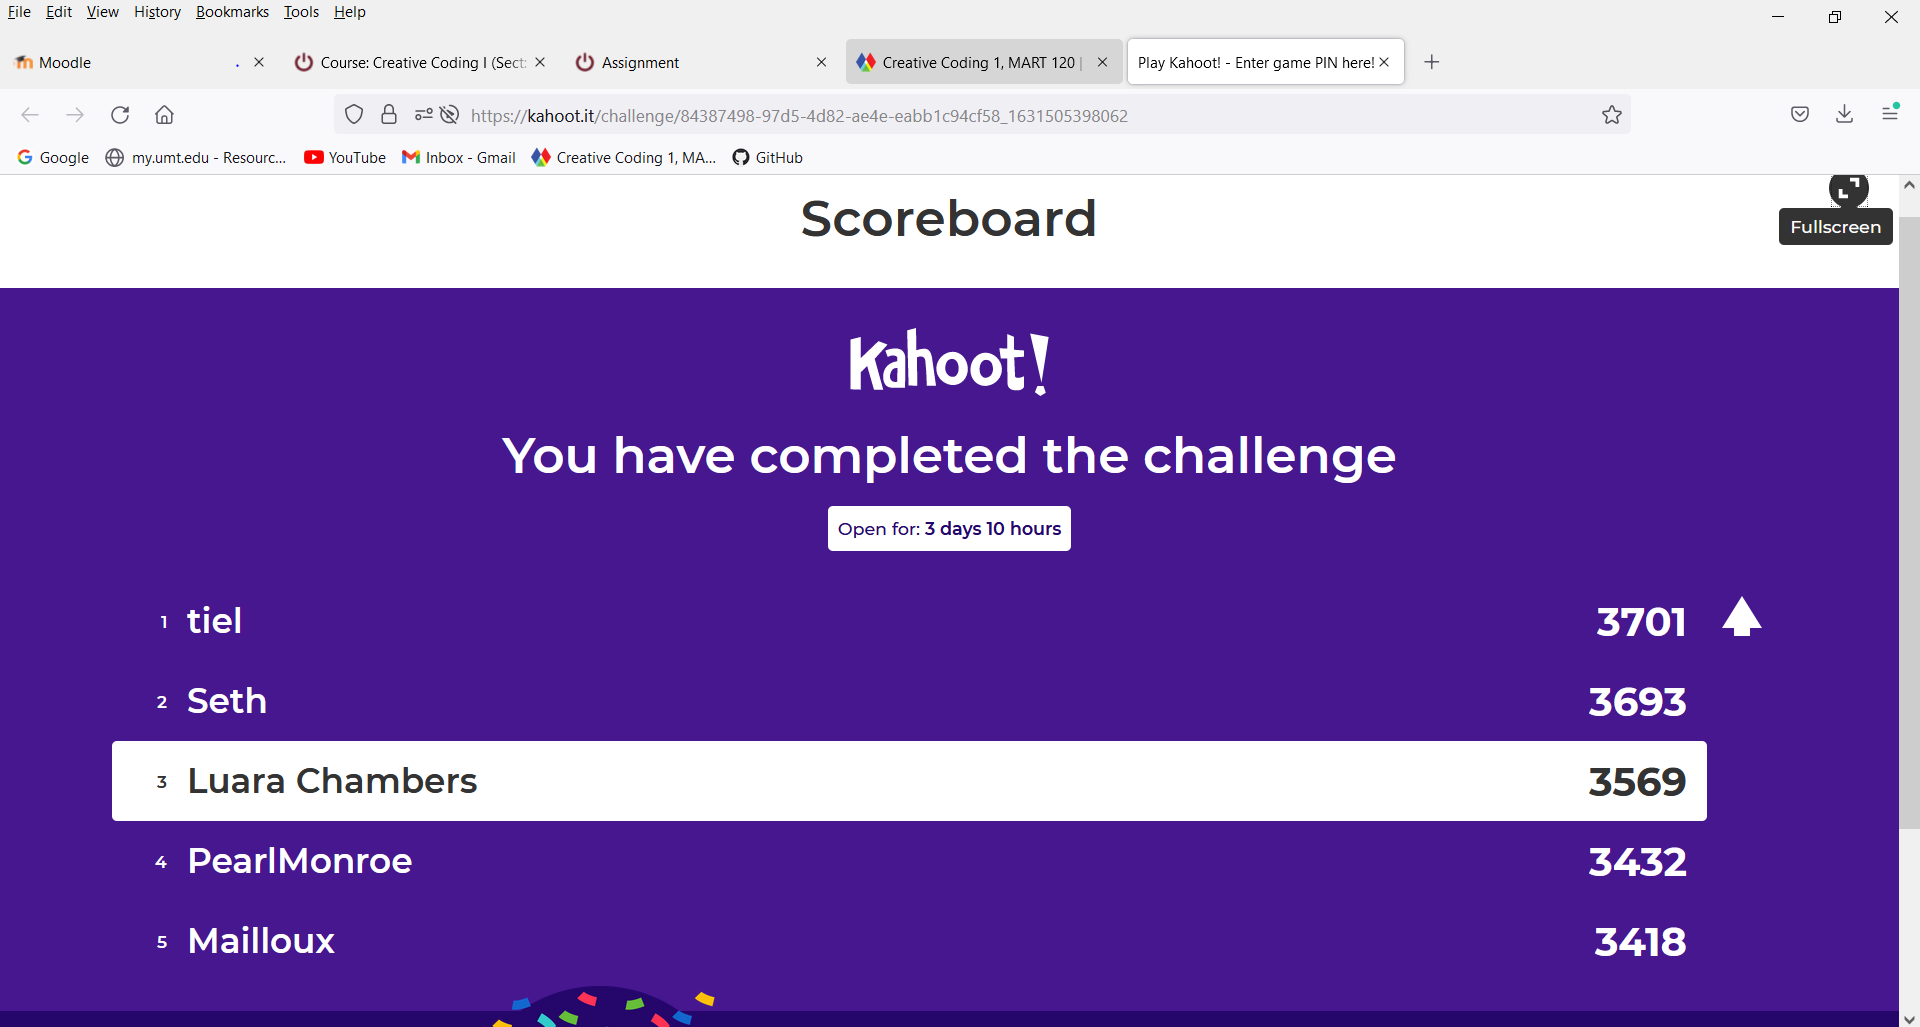 File Edit View History Bookmarks Tools Help
Moodle Course: Creative Coding I (Sect: Assignment Creative Coding 1, MART 120 | Play Kahoot! - Enter game PIN here!
https://kahoot.it/challenge/84387498-97d5-4d82-ae4e-eabb1c94cf58_1631505398062
Google my.umt.edu - Resourc... YouTube Inbox - Gmail Creative Coding 1, MA... GitHub
Scoreboard
Fullscreen
Kahoot!
You have completed the challenge
Open for: 3 days 10 hours
1 tiel 3701
2 Seth 3693
3 Luara Chambers 3569
4 PearlMonroe 3432
5 Mailloux 3418